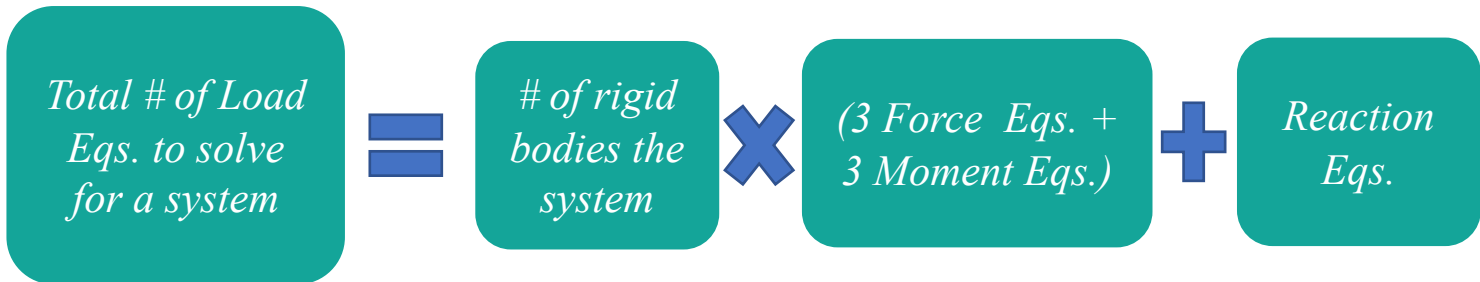 Total # of Load
Eqs. to solve
for a system
# of rigid
bodies the
system
(3 Force Eqs. +
3 Moment Eqs.)
Reaction
Eqs.